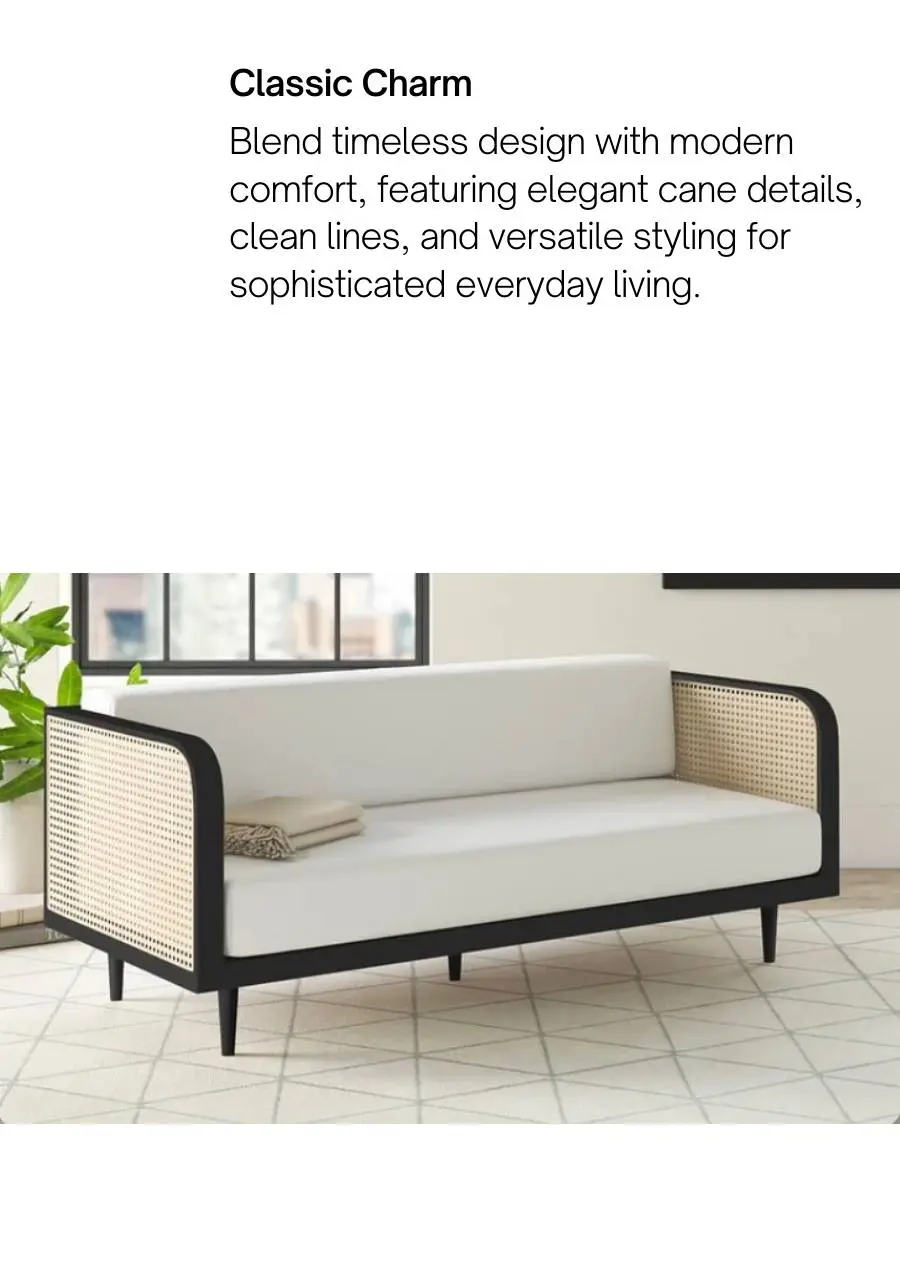 Classic Charm
Blend timeless design with modern
comfort, featuring elegant cane details,
clean lines, and versatile styling for
sophisticated everyday living.